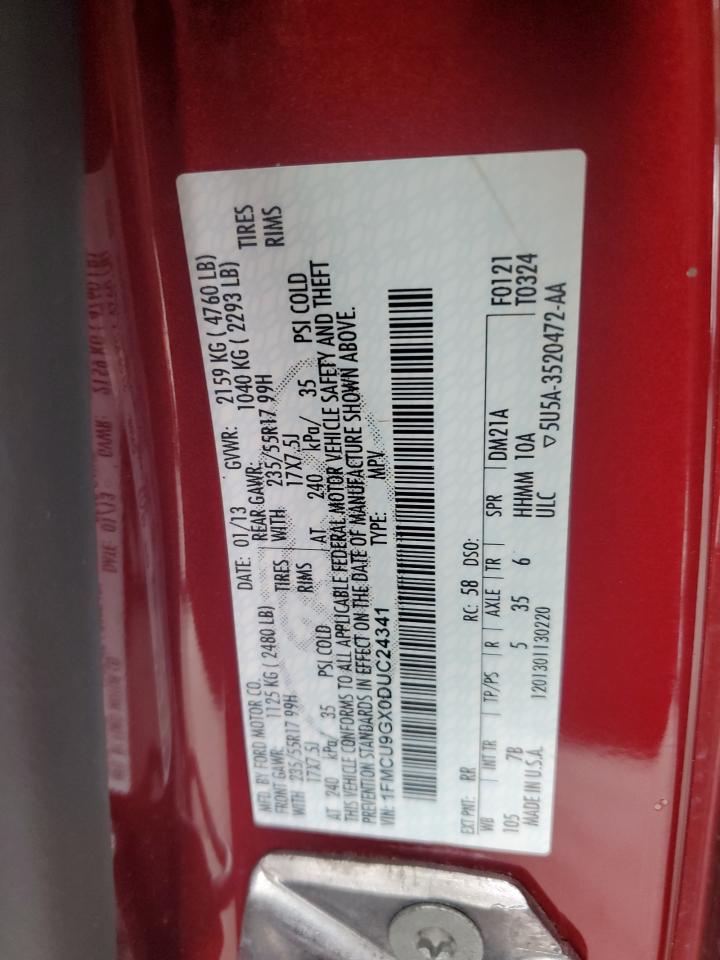 MFD. BY FORD MOTOR CO.
DATE: 01/13 GVWR: 2159 KG ( 4760 LB)
FRONT GAWR: 1125 KG ( 2480 LB) REAR GAWR: 1040 KG ( 2293 LB)
WITH 235/55R17 99H TIRES WITH 235/55R17 99H TIRES
17X7.5J RIMS 17X7.5J RIMS
AT 240 kPa/ 35 PSI COLD AT 240 kPa/ 35 PSI COLD
THIS VEHICLE CONFORMS TO ALL APPLICABLE FEDERAL MOTOR VEHICLE SAFETY AND THEFT
PREVENTION STANDARDS IN EFFECT ON THE DATE OF MANUFACTURE SHOWN ABOVE.
VIN: 1FMCU9GX0DUC24341 TYPE: MPV
EXT PNT: RR RC: 58 DSO:
WB INT TR TP/PS R AXLE TR SPR DM21A F0121
105 7B 5 35 6 HHMM 10A T0324
MADE IN U.S.A. 1201301130220 ULC ▽5U5A-3520472-AA